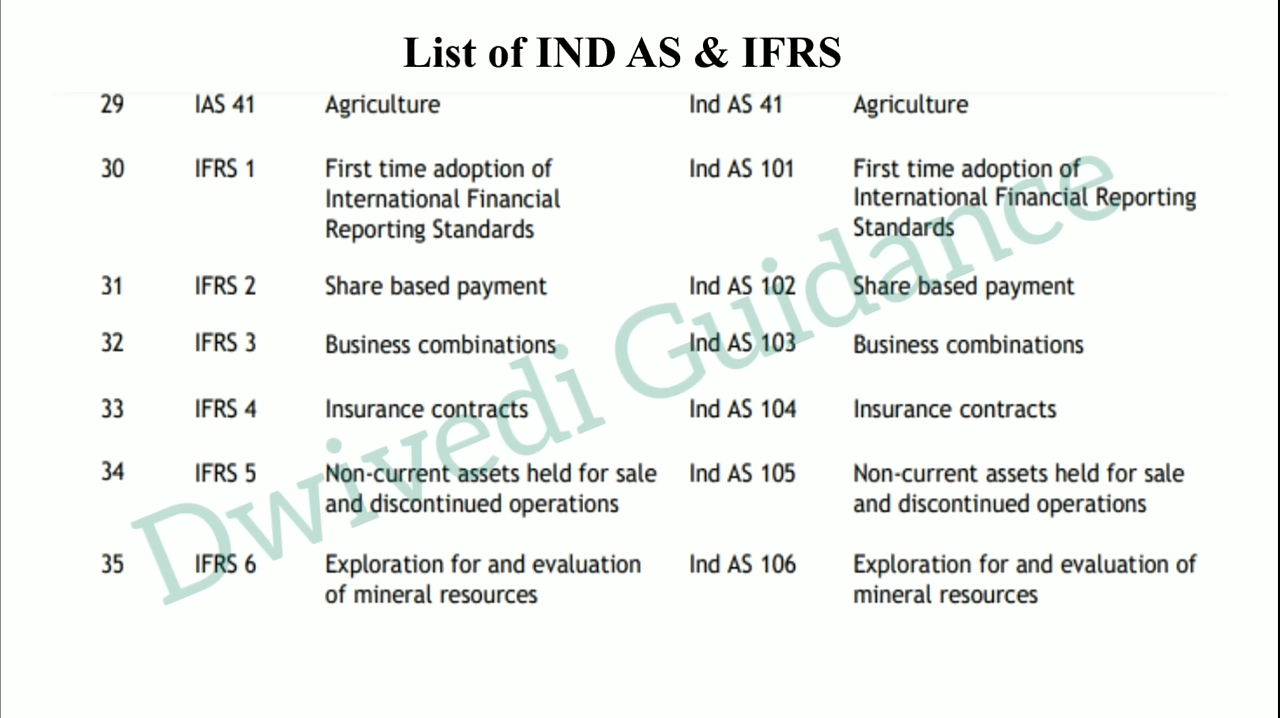 List of IND AS & IFRS
29 IAS 41 Agriculture Ind AS 41 Agriculture
30 IFRS 1 First time adoption of Ind AS 101 First time adoption of
International Financial International Financial Reporting
Reporting Standards Standards
31 IFRS 2 Share based payment Ind AS 102 Share based payment
32 IFRS 3 Business combinations Ind AS 103 Business combinations
33 IFRS 4 Insurance contracts Ind AS 104 Insurance contracts
34 IFRS 5 Non-current assets held for sale Ind AS 105 Non-current assets held for sale
and discontinued operations and discontinued operations
35 IFRS 6 Exploration for and evaluation Ind AS 106 Exploration for and evaluation of
of mineral resources mineral resources
Dwivedi Guidance